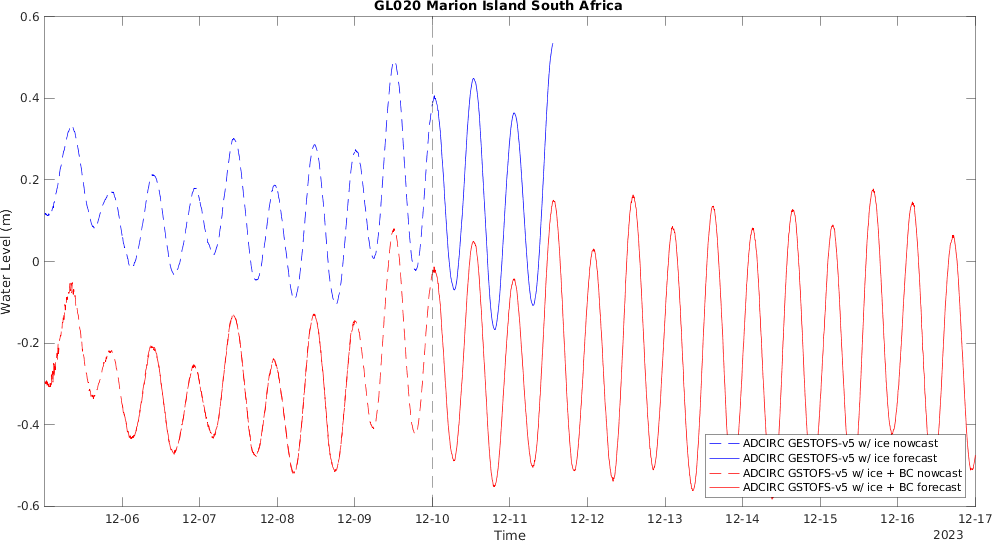 GL020 Marion Island South Africa
Water Level (m)
0.6
0.4
0.2
0
-0.2
-0.4
-0.6
ADCIRC GESTOFS-v5 w/ ice nowcast
ADCIRC GESTOFS-v5 w/ ice forecast
ADCIRC GSTOFS-v5 w/ ice + BC nowcast
ADCIRC GSTOFS-v5 w/ ice + BC forecast
12-06 12-07 12-08 12-09 12-10 12-11 12-12 12-13 12-14 12-15 12-16 12-17
Time
2023